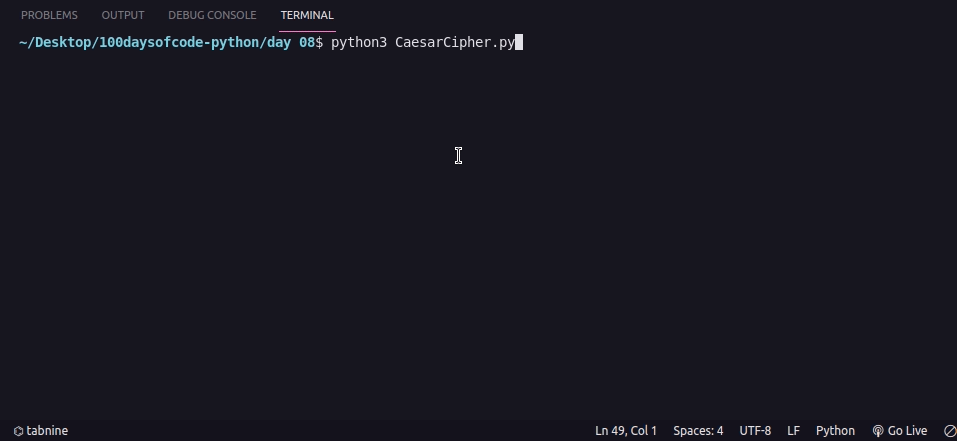 PROBLEMS OUTPUT DEBUG CONSOLE TERMINAL
~/Desktop/100daysofcode-python/day 08$ python3 CaesarCipher.py
tabnine Ln 49, Col 1 Spaces: 4 UTF-8 LF Python Go Live